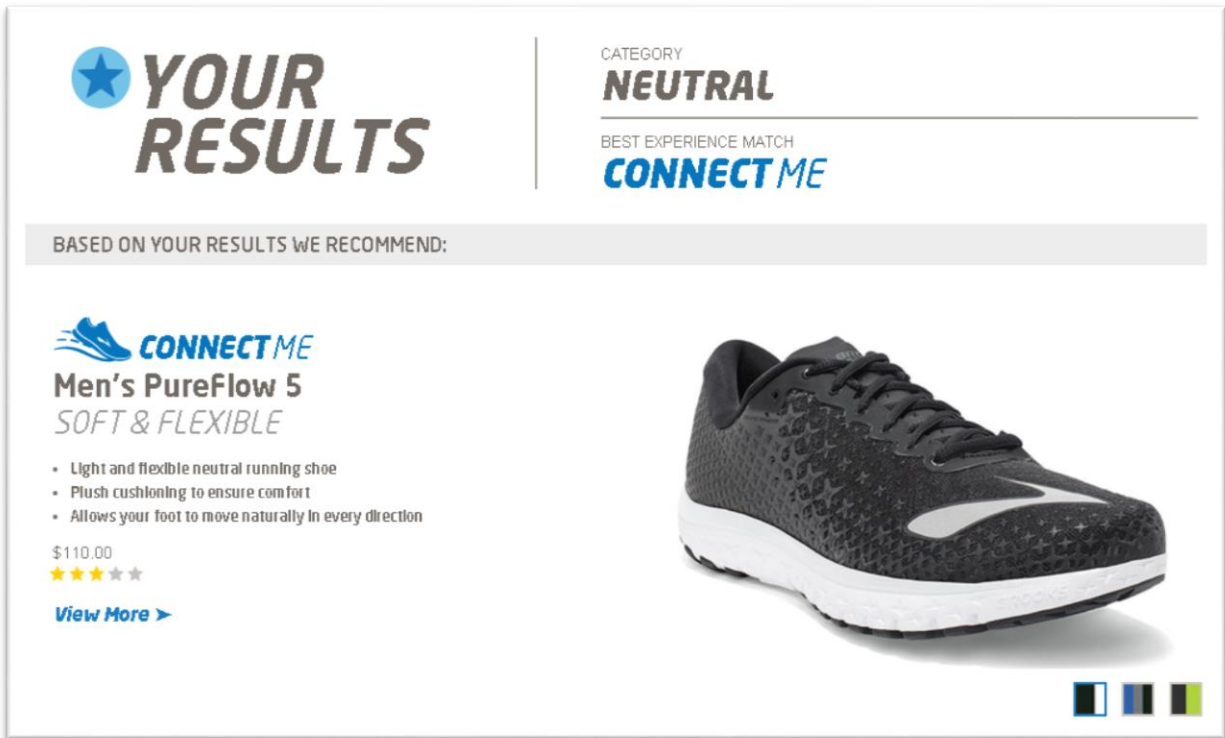 YOUR
RESULTS
CATEGORY
NEUTRAL
BEST EXPERIENCE MATCH
CONNECT ME
BASED ON YOUR RESULTS WE RECOMMEND:
CONNECT ME
Men's PureFlow 5
SOFT & FLEXIBLE
• Light and flexible neutral running shoe
• Plush cushioning to ensure comfort
• Allows your foot to move naturally in every direction
$110.00
View More ➤
BROOKS